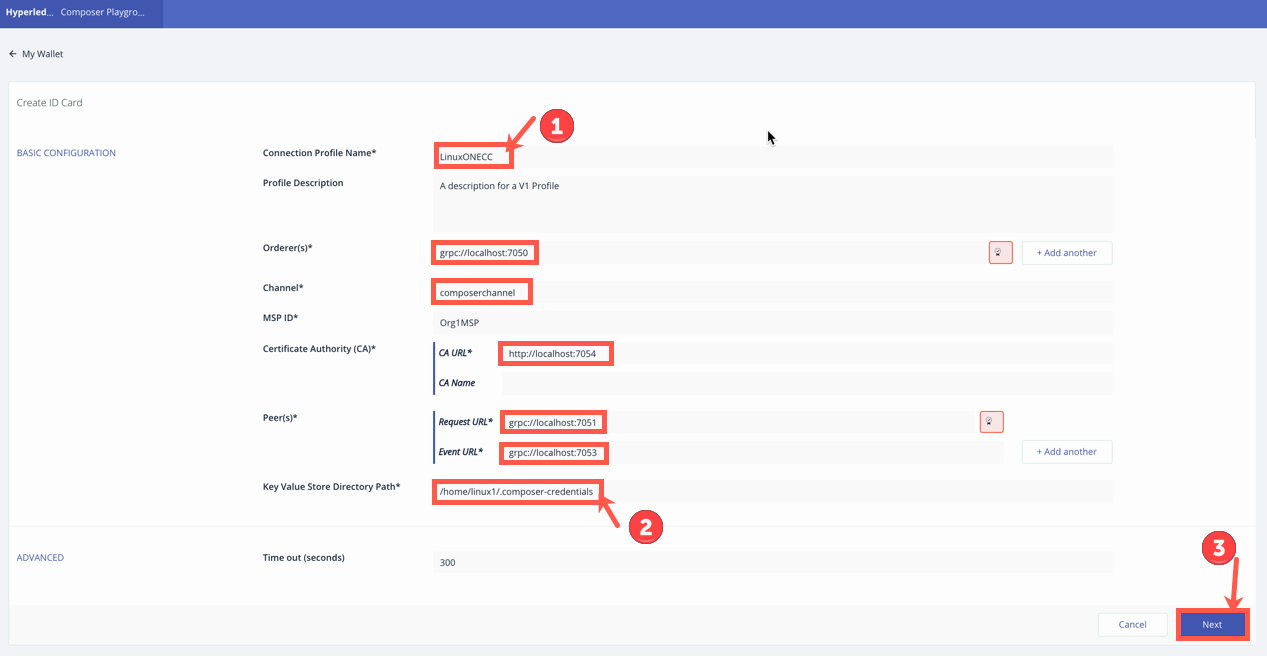 Hyperled... Composer Playgro...
← My Wallet
Create ID Card
BASIC CONFIGURATION
Connection Profile Name* LinuxONECC
1
Profile Description A description for a V1 Profile
Orderer(s)* grpc://localhost:7050 + Add another
Channel* composerchannel
MSP ID* Org1MSP
Certificate Authority (CA)* CA URL* http://localhost:7054
CA Name
Peer(s)* Request URL* grpc://localhost:7051
Event URL* grpc://localhost:7053 + Add another
Key Value Store Directory Path* /home/linux1/.composer-credentials
2
ADVANCED Time out (seconds) 300
3
Cancel Next